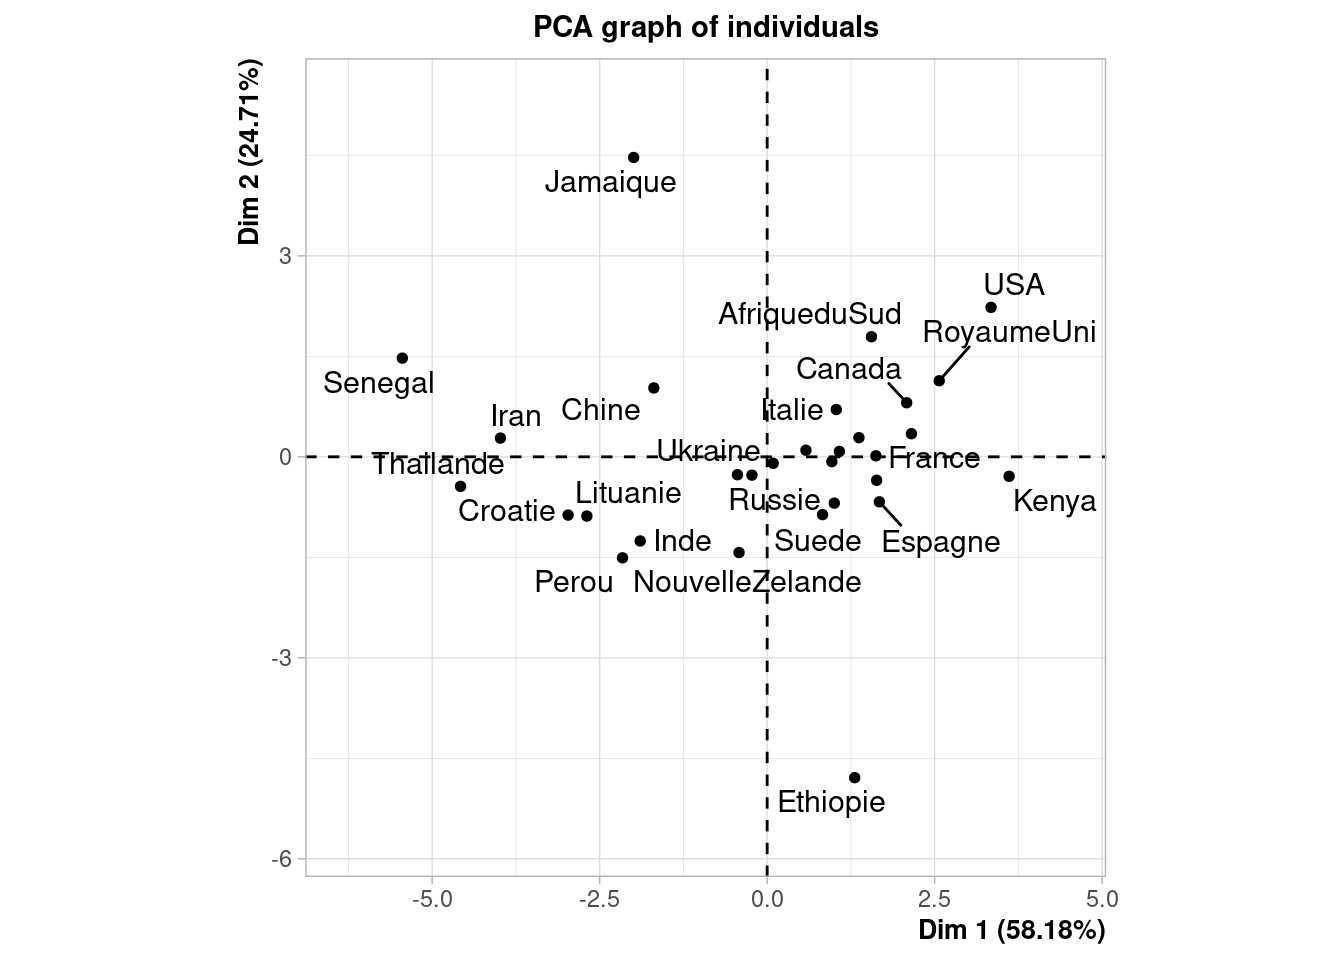 PCA graph of individuals
Dim 2 (24.71%)
Jamaique
3
USA
AfriqueduSud
RoyaumeUni
Canada
Senegal
Iran
Chine
Italie
Ukraine
0
Thaïlande
France
Lituanie
Russie
Kenya
Croatie
Inde
Suede
Espagne
Perou
NouvelleZelande
-3
Ethiopie
-6
-5.0
-2.5
0.0
2.5
5.0
Dim 1 (58.18%)